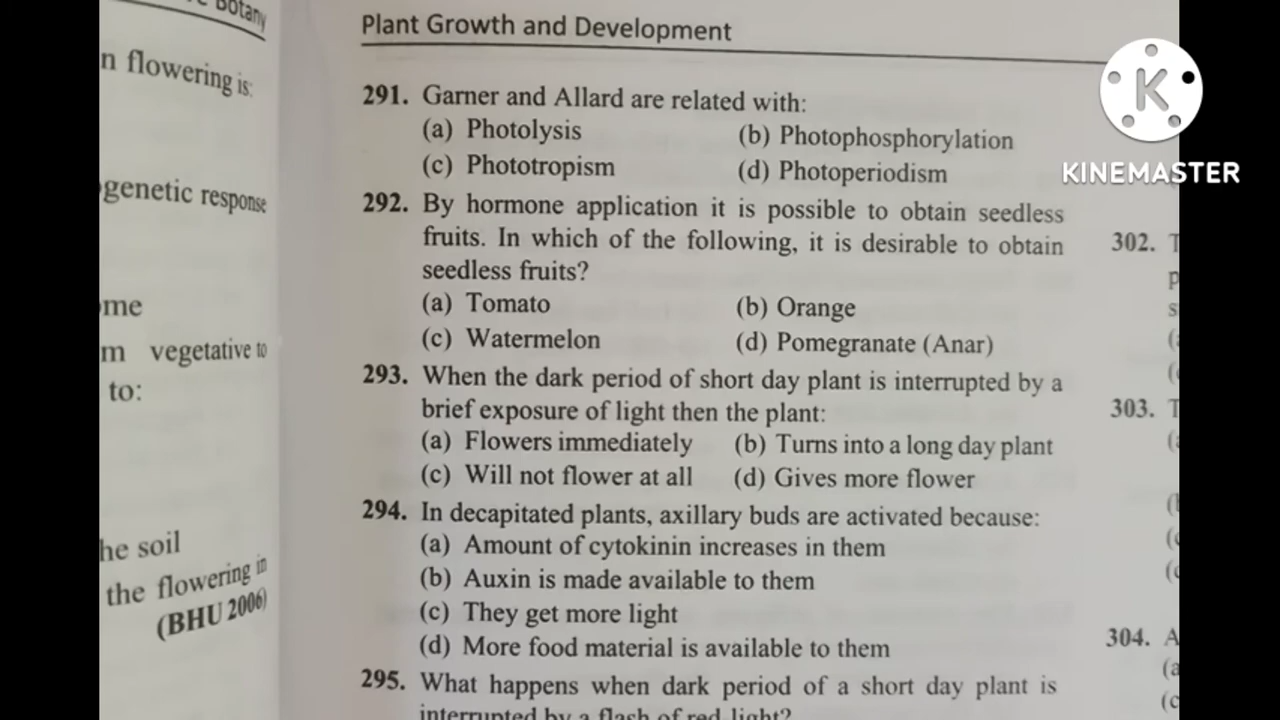 Botany
n flowering is:
genetic response
ome
m vegetative to
to:
he soil
the flowering in
(BHU 2006)
Plant Growth and Development
291. Garner and Allard are related with:
(a) Photolysis (b) Photophosphorylation
(c) Phototropism (d) Photoperiodism
292. By hormone application it is possible to obtain seedless
fruits. In which of the following, it is desirable to obtain
seedless fruits?
(a) Tomato (b) Orange
(c) Watermelon (d) Pomegranate (Anar)
293. When the dark period of short day plant is interrupted by a
brief exposure of light then the plant:
(a) Flowers immediately (b) Turns into a long day plant
(c) Will not flower at all (d) Gives more flower
294. In decapitated plants, axillary buds are activated because:
(a) Amount of cytokinin increases in them
(b) Auxin is made available to them
(c) They get more light
(d) More food material is available to them
295. What happens when dark period of a short day plant is
interrupted by a flash of red light?
K
KINEMASTER
302. T
p
s
(a
(c
303. T
(a
(b
(c
(d
304. A
(a
(c